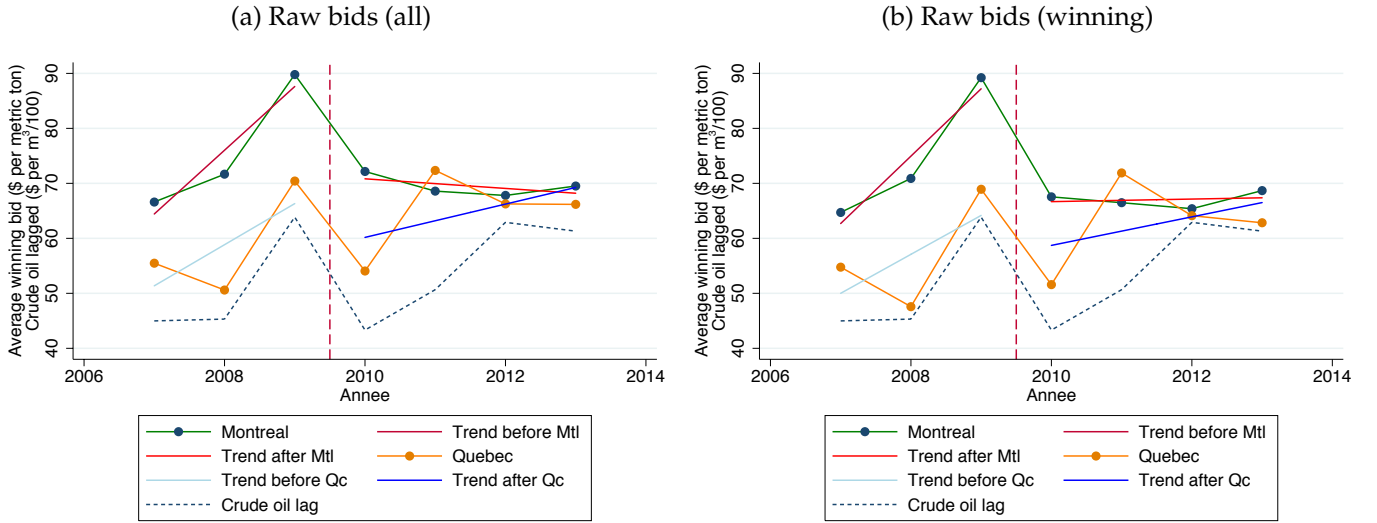 (a) Raw bids (all)
Average winning bid ($ per metric ton)
Crude oil lagged ($ per m³/100)
90
80
70
60
50
40
2006 2008 2010 2012 2014
Annee
Montreal Trend before Mtl
Trend after Mtl Quebec
Trend before Qc Trend after Qc
Crude oil lag
(b) Raw bids (winning)
Average winning bid ($ per metric ton)
Crude oil lagged ($ per m³/100)
90
80
70
60
50
40
2006 2008 2010 2012 2014
Annee
Montreal Trend before Mtl
Trend after Mtl Quebec
Trend before Qc Trend after Qc
Crude oil lag